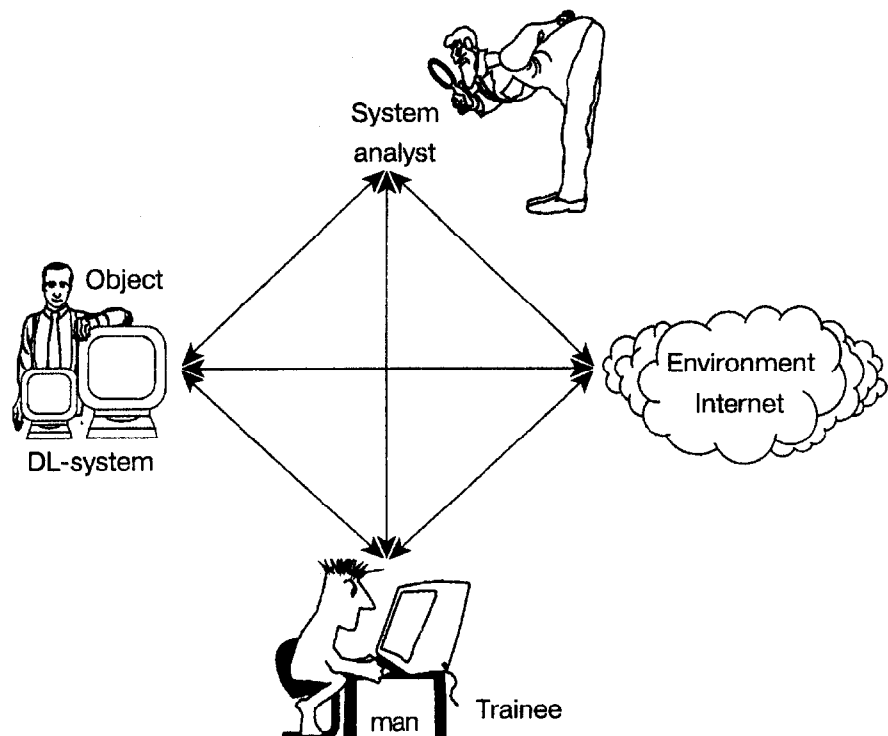 System
analyst
Object
DL-system
Environment
Internet
man
Trainee